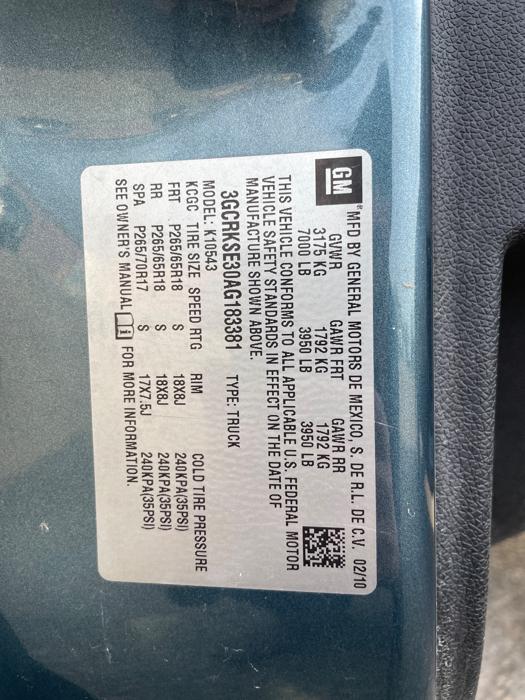 GM ®MFD BY GENERAL MOTORS DE MEXICO, S. DE R.L. DE C.V. 02/10
GVWR GAWR FRT GAWR RR
3175 KG 1792 KG 1792 KG
7000 LB 3950 LB 3950 LB
THIS VEHICLE CONFORMS TO ALL APPLICABLE U.S. FEDERAL MOTOR
VEHICLE SAFETY STANDARDS IN EFFECT ON THE DATE OF
MANUFACTURE SHOWN ABOVE.
3GCRKSE30AG183381 TYPE: TRUCK
MODEL: K10543
KCGC TIRE SIZE SPEED RTG RIM COLD TIRE PRESSURE
FRT P265/65R18 S 18X8J 240KPA(35PSI)
RR P265/65R18 S 18X8J 240KPA(35PSI)
SPA P265/70R17 S 17X7.5J 240KPA(35PSI)
SEE OWNER'S MANUAL i FOR MORE INFORMATION.